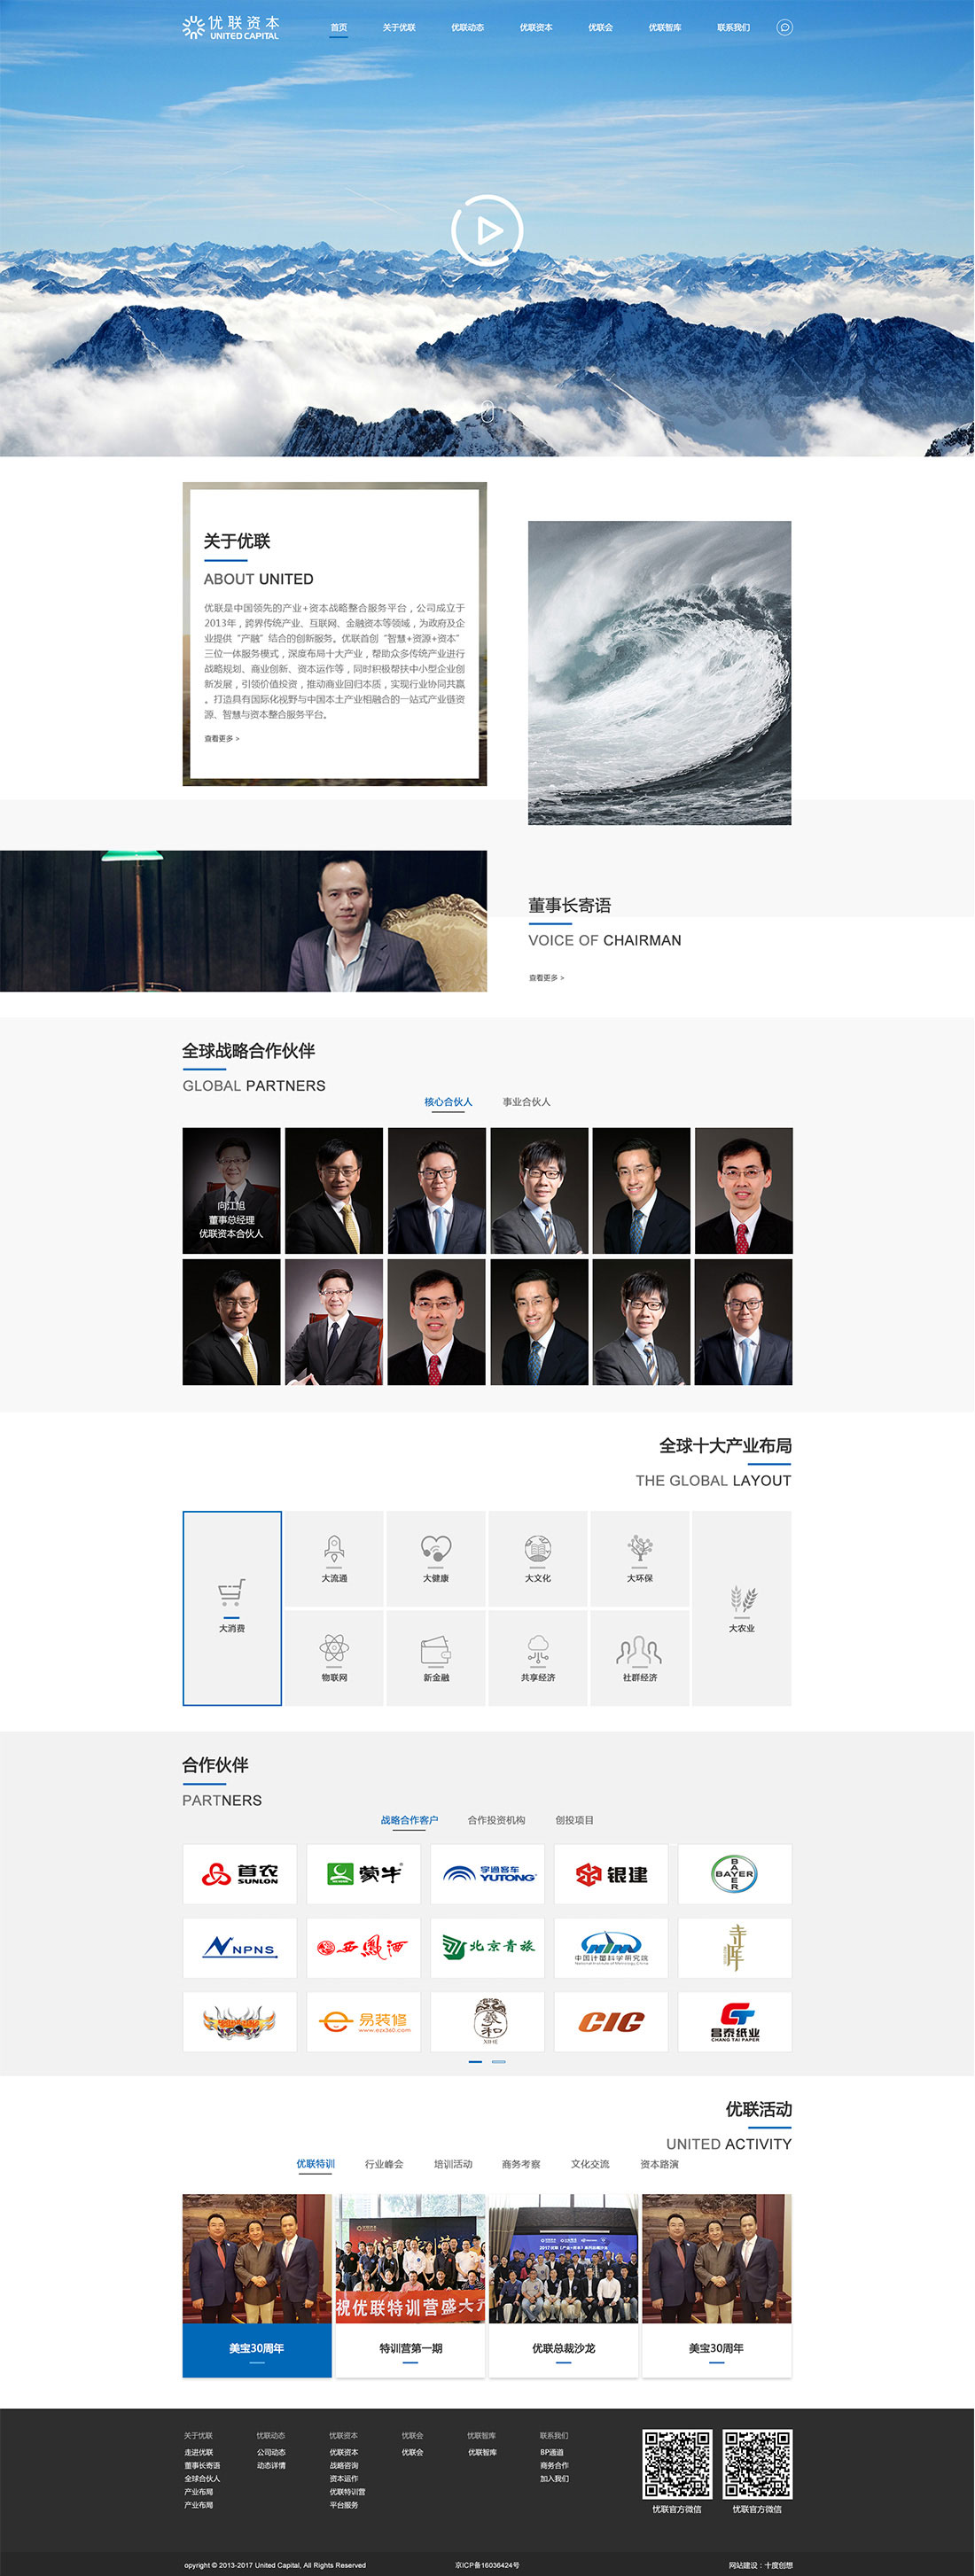 优联资本
UNITED CAPITAL
首页 关于优联 优联动态 优联资本 优联会 优联智库 联系我们
关于优联
ABOUT UNITED
优联是中国领先的产业+资本战略整合服务平台，公司成立于
2013年，跨界传统产业、互联网、金融资本等领域，为政府及企
业提供“产融”结合的创新服务。优联首创“智慧+资源+资本”
三位一体服务模式，深度布局十大产业，帮助众多传统产业进行
战略规划、商业创新、资本运作等，同时积极帮扶中小型企业创
新发展，引领价值投资，推动商业回归本质，实现行业协同共赢
。打造具有国际化视野与中国本土产业相融合的一站式产业链资
源、智慧与资本整合服务平台。
查看更多 >
董事长寄语
VOICE OF CHAIRMAN
查看更多 >
全球战略合作伙伴
GLOBAL PARTNERS
核心合伙人 事业合伙人
向江旭
董事总经理
优联资本合伙人
全球十大产业布局
THE GLOBAL LAYOUT
大消费
大流通 大健康 大文化 大环保
大农业
物联网 新金融 共享经济 社群经济
合作伙伴
PARTNERS
战略合作客户 合作投资机构 创投项目
首农
SUNLON
蒙牛
宇通客车
YUTONG
银建
BAYER
BAYER
NPNS
西凤酒
北京青旅
NIM
中国计量科学研究院
National Institute of Metrology China
易装修
www.ezx360.com
羲和
XIHE
CIG
昌泰纸业
CHANG TAI PAPER
优联活动
UNITED ACTIVITY
优联特训 行业峰会 培训活动 商务考察 文化交流 资本路演
祝优联特训营盛大开
美宝30周年 特训营第一期 优联总裁沙龙 美宝30周年
关于优联
走进优联
董事长寄语
全球合伙人
产业布局
产业布局
优联动态
公司动态
动态详情
优联资本
优联资本
战略咨询
资本运作
优联特训营
平台服务
优联会
优联会
优联智库
优联智库
联系我们
BP通道
商务合作
加入我们
优联官方微信 优联官方微信
opyright © 2013-2017 United Capital, All Rights Reserved 京ICP备16036424号 网站建设：十度创想